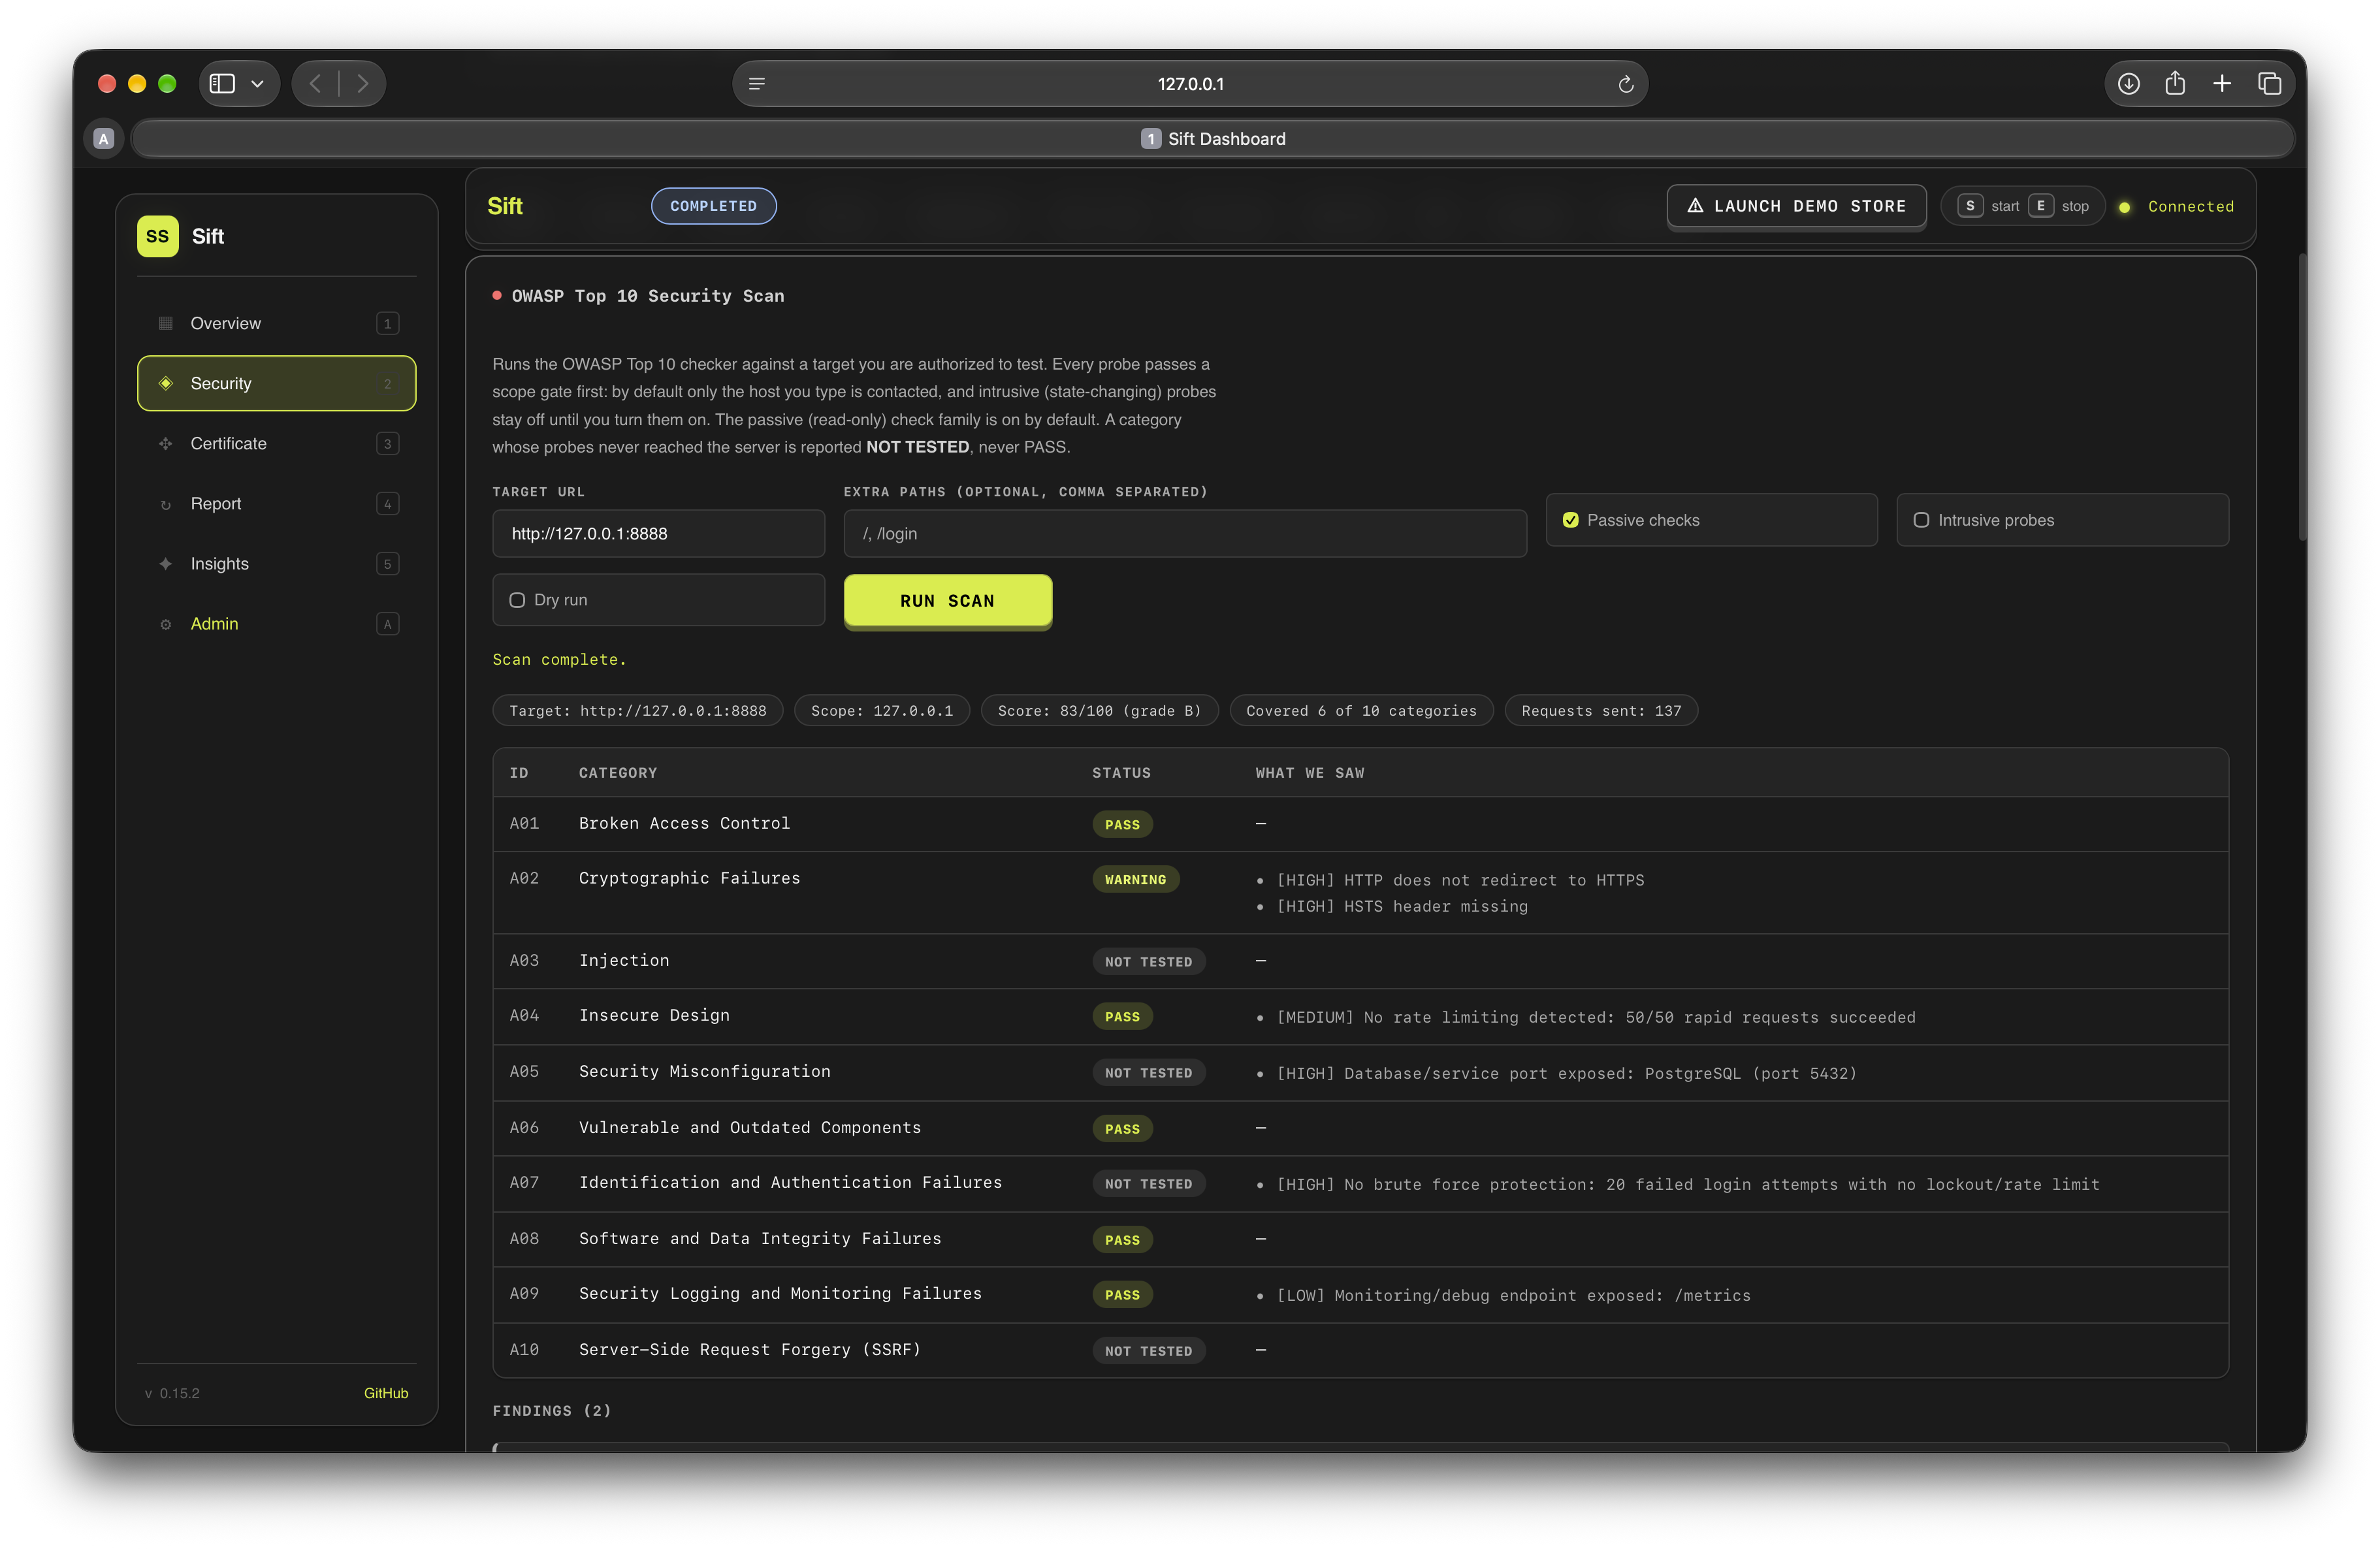 127.0.0.1
A
1 Sift Dashboard
SS Sift
Overview 1
Security 2
Certificate 3
Report 4
Insights 5
Admin A
v 0.15.2 GitHub
Sift COMPLETED LAUNCH DEMO STORE S start E stop Connected
OWASP Top 10 Security Scan
Runs the OWASP Top 10 checker against a target you are authorized to test. Every probe passes a
scope gate first: by default only the host you type is contacted, and intrusive (state-changing) probes
stay off until you turn them on. The passive (read-only) check family is on by default. A category
whose probes never reached the server is reported NOT TESTED, never PASS.
TARGET URL EXTRA PATHS (OPTIONAL, COMMA SEPARATED)
http://127.0.0.1:8888 /, /login Passive checks Intrusive probes
Dry run RUN SCAN
Scan complete.
Target: http://127.0.0.1:8888 Scope: 127.0.0.1 Score: 83/100 (grade B) Covered 6 of 10 categories Requests sent: 137
ID CATEGORY STATUS WHAT WE SAW
A01 Broken Access Control PASS —
A02 Cryptographic Failures WARNING • [HIGH] HTTP does not redirect to HTTPS
• [HIGH] HSTS header missing
A03 Injection NOT TESTED —
A04 Insecure Design PASS • [MEDIUM] No rate limiting detected: 50/50 rapid requests succeeded
A05 Security Misconfiguration NOT TESTED • [HIGH] Database/service port exposed: PostgreSQL (port 5432)
A06 Vulnerable and Outdated Components PASS —
A07 Identification and Authentication Failures NOT TESTED • [HIGH] No brute force protection: 20 failed login attempts with no lockout/rate limit
A08 Software and Data Integrity Failures PASS —
A09 Security Logging and Monitoring Failures PASS • [LOW] Monitoring/debug endpoint exposed: /metrics
A10 Server-Side Request Forgery (SSRF) NOT TESTED —
FINDINGS (2)